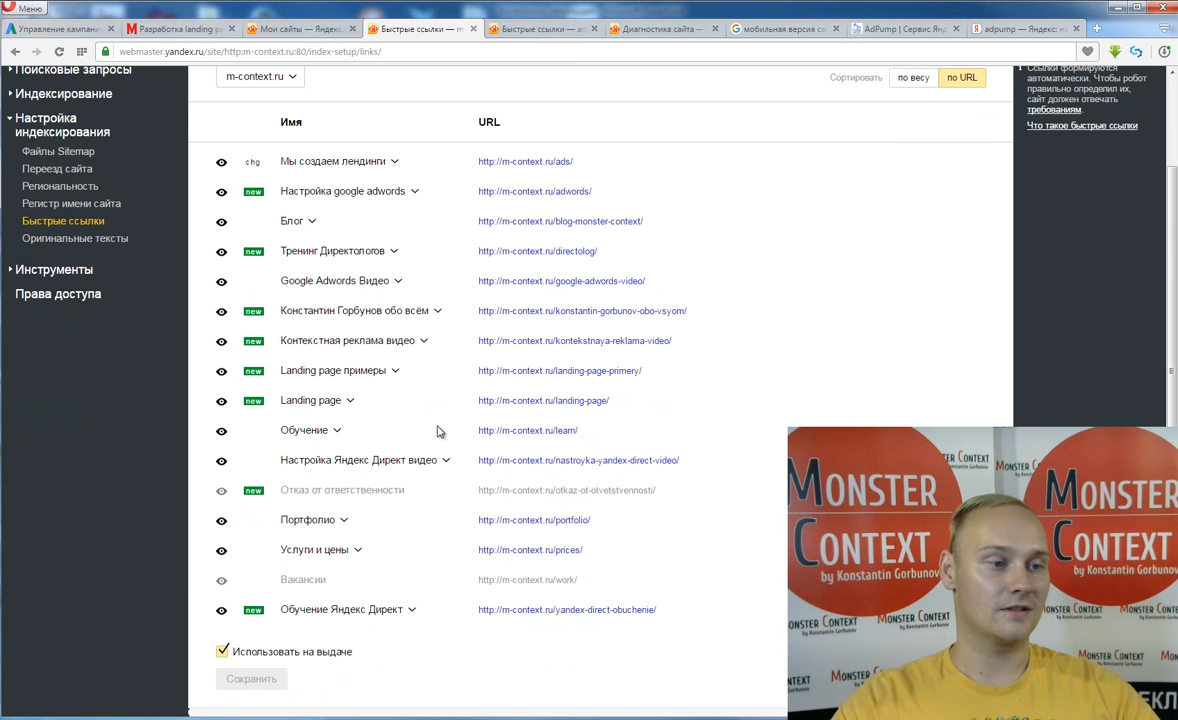 Меню
Управление кампани
Разработка landing p
Мои сайты — Яндекс
Быстрые ссылки — m
Быстрые ссылки — ad
Диагностика сайта —
мобильная версия са
AdPump | Сервис Янд
adpump — Яндекс: на
webmaster.yandex.ru/site/http:m-context.ru:80/index-setup/links/
Поисковые запросы
Индексирование
Настройка
индексирования
Файлы Sitemap
Переезд сайта
Региональность
Регистр имени сайта
Быстрые ссылки
Оригинальные тексты
Инструменты
Права доступа
m-context.ru
Сортировать по весу по URL
Имя URL
chg Мы создаем лендинги http://m-context.ru/ads/
new Настройка google adwords http://m-context.ru/adwords/
Блог http://m-context.ru/blog-monster-context/
new Тренинг Директологов http://m-context.ru/directolog/
Google Adwords Видео http://m-context.ru/google-adwords-video/
new Константин Горбунов обо всём http://m-context.ru/konstantin-gorbunov-obo-vsyom/
new Контекстная реклама видео http://m-context.ru/kontekstnaya-reklama-video/
new Landing page примеры http://m-context.ru/landing-page-primery/
new Landing page http://m-context.ru/landing-page/
Обучение http://m-context.ru/learn/
Настройка Яндекс Директ видео http://m-context.ru/nastroyka-yandex-direct-video/
new Отказ от ответственности http://m-context.ru/otkaz-ot-otvetstvennosti/
Портфолио http://m-context.ru/portfolio/
Услуги и цены http://m-context.ru/prices/
Вакансии http://m-context.ru/work/
new Обучение Яндекс Директ http://m-context.ru/yandex-direct-obuchenie/
Использовать на выдаче
Сохранить
Ссылки формируются
автоматически. Чтобы робот
правильно определил их,
сайт должен отвечать
требованиям.
Что такое быстрые ссылки
MONSTER
CONTEXT
by Konstantin Gorbunov
MONSTER
CONTEXT
by Konstantin Gorbunov